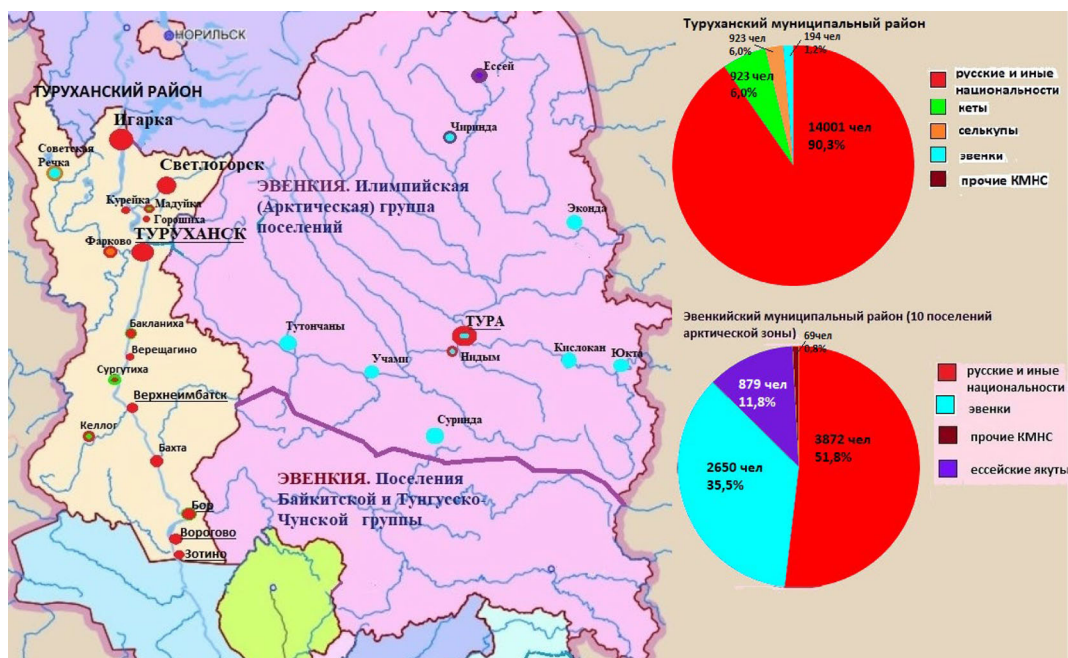 НОРИЛЬСК
ТУРУХАНСКИЙ РАЙОН
Игарка
Советская
Речка
Светлогорск
Курейка
Мадуйка
Горошиха
ТУРУХАНСК
Фарково
Бакланиха
Верещагино
Сургутиха
Верхнеимбатск
Келлог
Бахта
Бор
Ворогово
Зотино
Ессей
Чиринда
ЭВЕНКИЯ. Илимпийская
(Арктическая) группа
поселений
Эконда
Тутончаны
ТУРА
Нидым
Учами
Кислокан
Юкта
Суринда
ЭВЕНКИЯ. Поселения
Байкитской и Тунгусско-
Чунской группы
Туруханский муниципальный район
923 чел
6,0%
194 чел
1,2%
923 чел
6,0%
14001 чел
90,3%
русские и иные
национальности
кеты
селькупы
эвенки
прочие КМНС
Эвенкийский муниципальный район (10 поселений
арктической зоны)
69чел
0,8%
879 чел
11,8%
3872 чел
51,8%
2650 чел
35,5%
русские и иные
национальности
эвенки
прочие КМНС
ессейские якуты